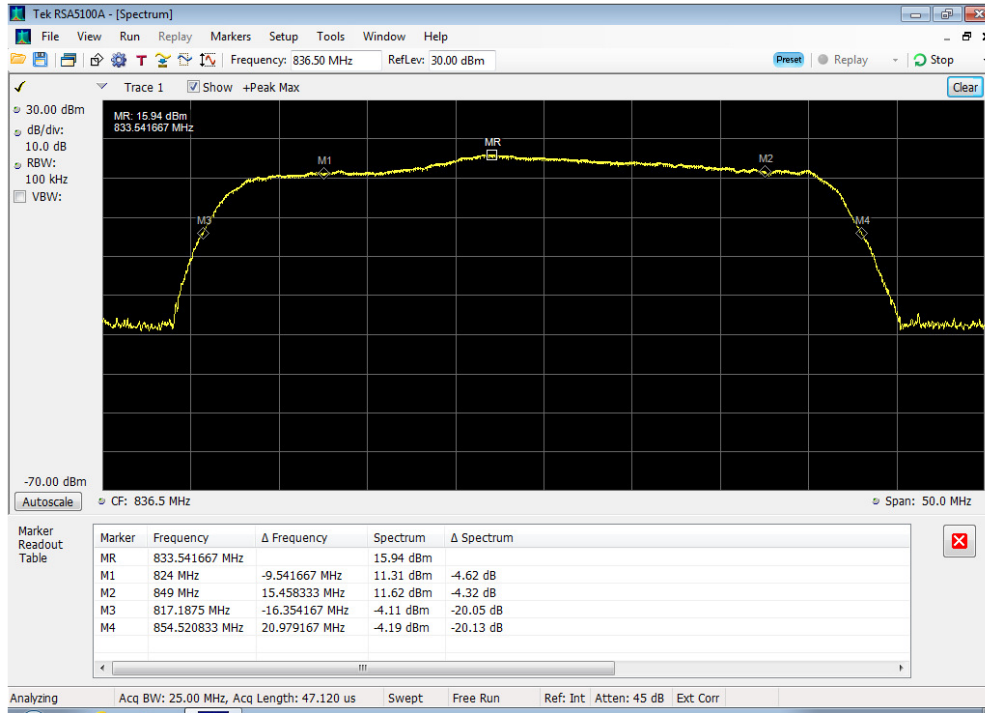 Tek RSA5100A - [Spectrum]
File View Run Replay Markers Setup Tools Window Help
T Frequency: 836.50 MHz RefLev: 30.00 dBm Preset Replay Stop
Trace 1 Show +Peak Max Clear
30.00 dBm
dB/div:
10.0 dB
RBW:
100 kHz
VBW:
MR: 15.94 dBm
833.541667 MHz
MR
M1
M2
M3
M4
-70.00 dBm
Autoscale CF: 836.5 MHz Span: 50.0 MHz
Marker
Readout
Table
Marker Frequency Δ Frequency Spectrum Δ Spectrum
MR 833.541667 MHz 15.94 dBm
M1 824 MHz -9.541667 MHz 11.31 dBm -4.62 dB
M2 849 MHz 15.458333 MHz 11.62 dBm -4.32 dB
M3 817.1875 MHz -16.354167 MHz -4.11 dBm -20.05 dB
M4 854.520833 MHz 20.979167 MHz -4.19 dBm -20.13 dB
Analyzing Acq BW: 25.00 MHz, Acq Length: 47.120 us Swept Free Run Ref: Int Atten: 45 dB Ext Corr